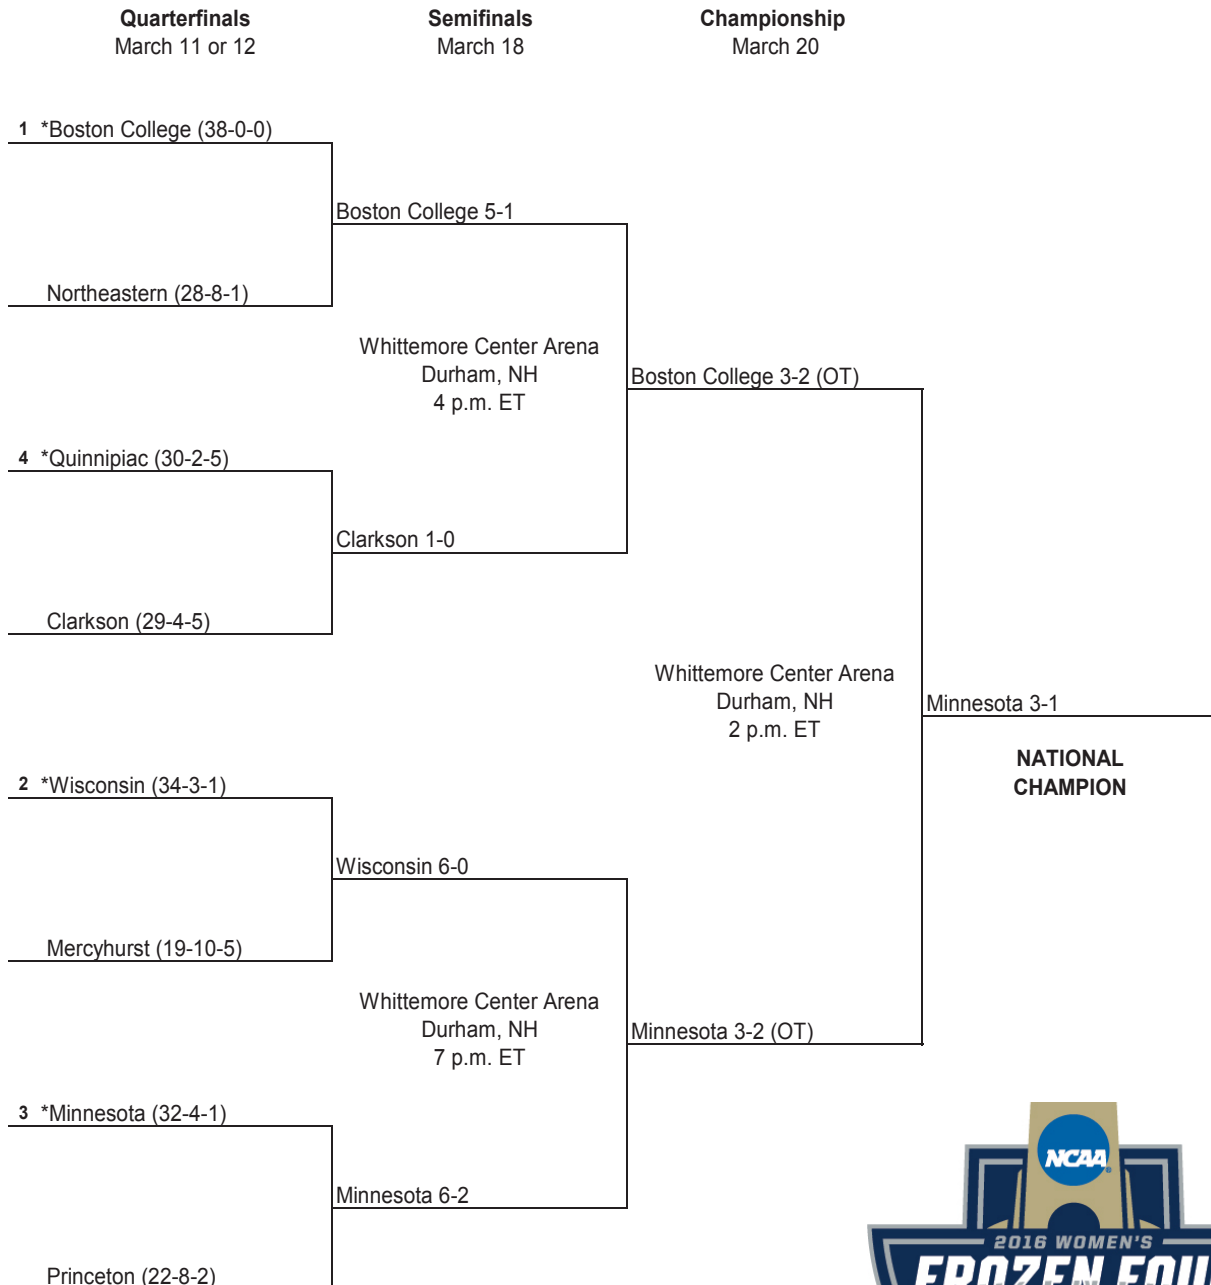 Quarterfinals
March 11 or 12
Semifinals
March 18
Championship
March 20
1 *Boston College (38-0-0)
Boston College 5-1
Northeastern (28-8-1)
Whittemore Center Arena
Durham, NH
4 p.m. ET
Boston College 3-2 (OT)
4 *Quinnipiac (30-2-5)
Clarkson 1-0
Clarkson (29-4-5)
Whittemore Center Arena
Durham, NH
2 p.m. ET
Minnesota 3-1
NATIONAL
CHAMPION
2 *Wisconsin (34-3-1)
Wisconsin 6-0
Mercyhurst (19-10-5)
Whittemore Center Arena
Durham, NH
7 p.m. ET
Minnesota 3-2 (OT)
3 *Minnesota (32-4-1)
Minnesota 6-2
Princeton (22-8-2)
NCAA
2016 WOMEN'S
FROZEN FOU